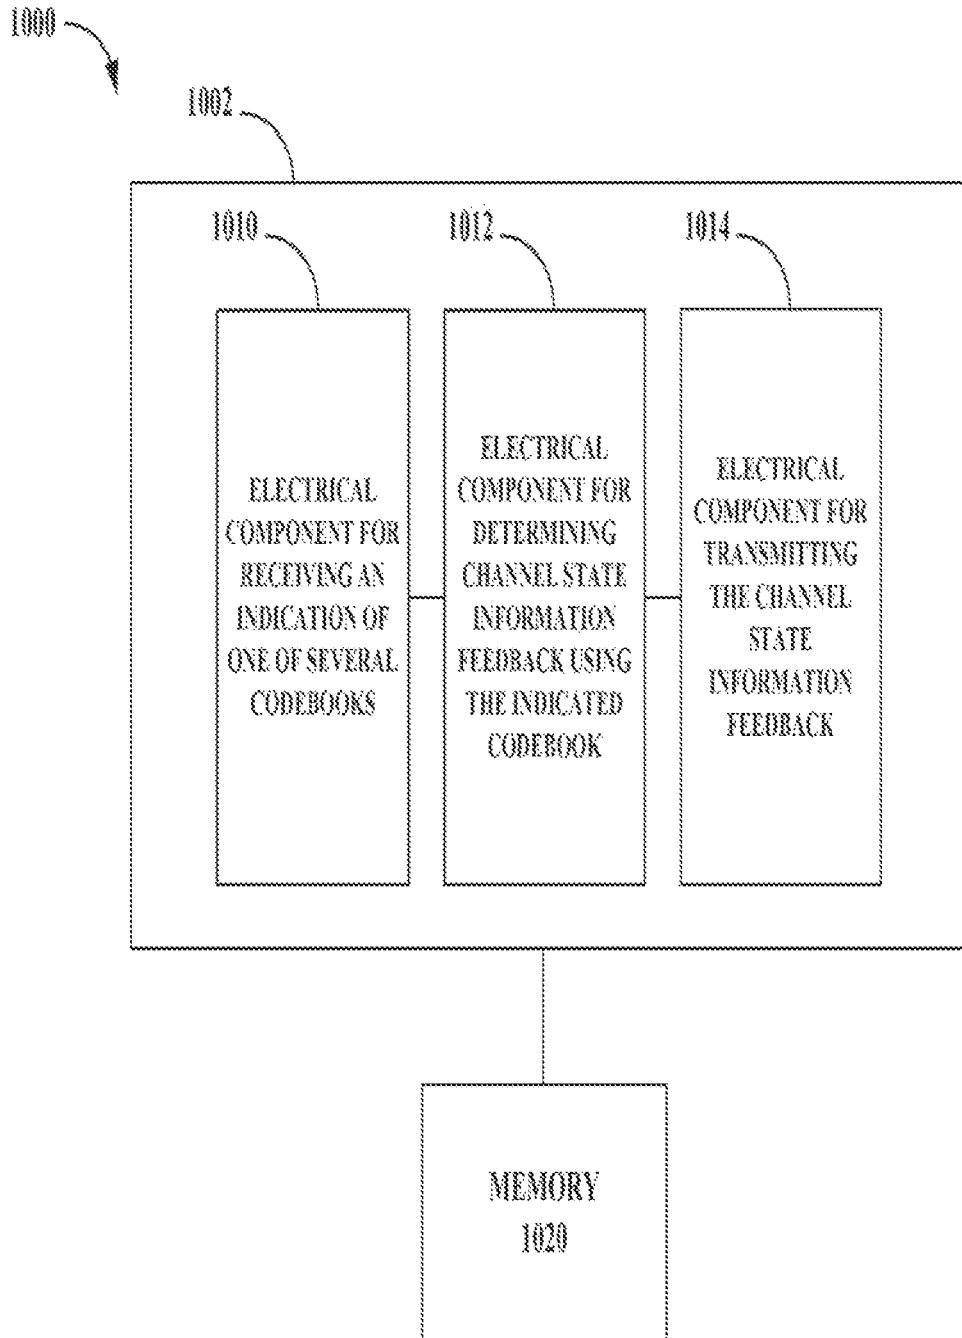 1000
1002
1010
1012
1014
ELECTRICAL
COMPONENT FOR
RECEIVING AN
INDICATION OF
ONE OF SEVERAL
CODEBOOKS
ELECTRICAL
COMPONENT FOR
DETERMINING
CHANNEL STATE
INFORMATION
FEEDBACK USING
THE INDICATED
CODEBOOK
ELECTRICAL
COMPONENT FOR
TRANSMITTING
THE CHANNEL
STATE
INFORMATION
FEEDBACK
MEMORY
1020